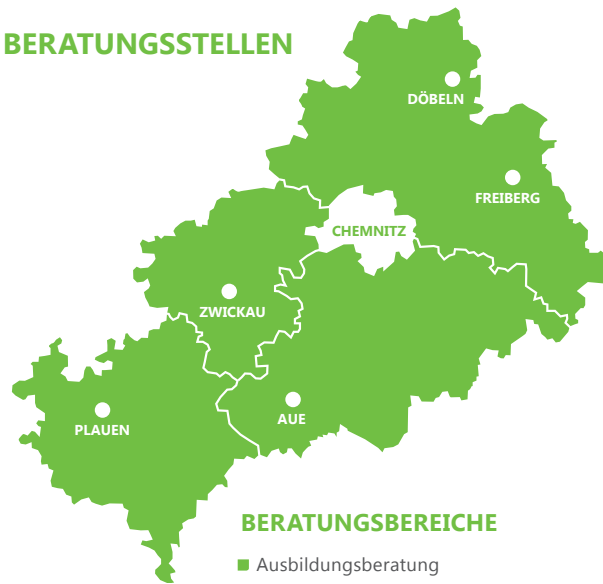 BERATUNGSSTELLEN
DÖBELN
FREIBERG
CHEMNITZ
ZWICKAU
AUE
PLAUEN
BERATUNGSBEREICHE
Ausbildungsberatung